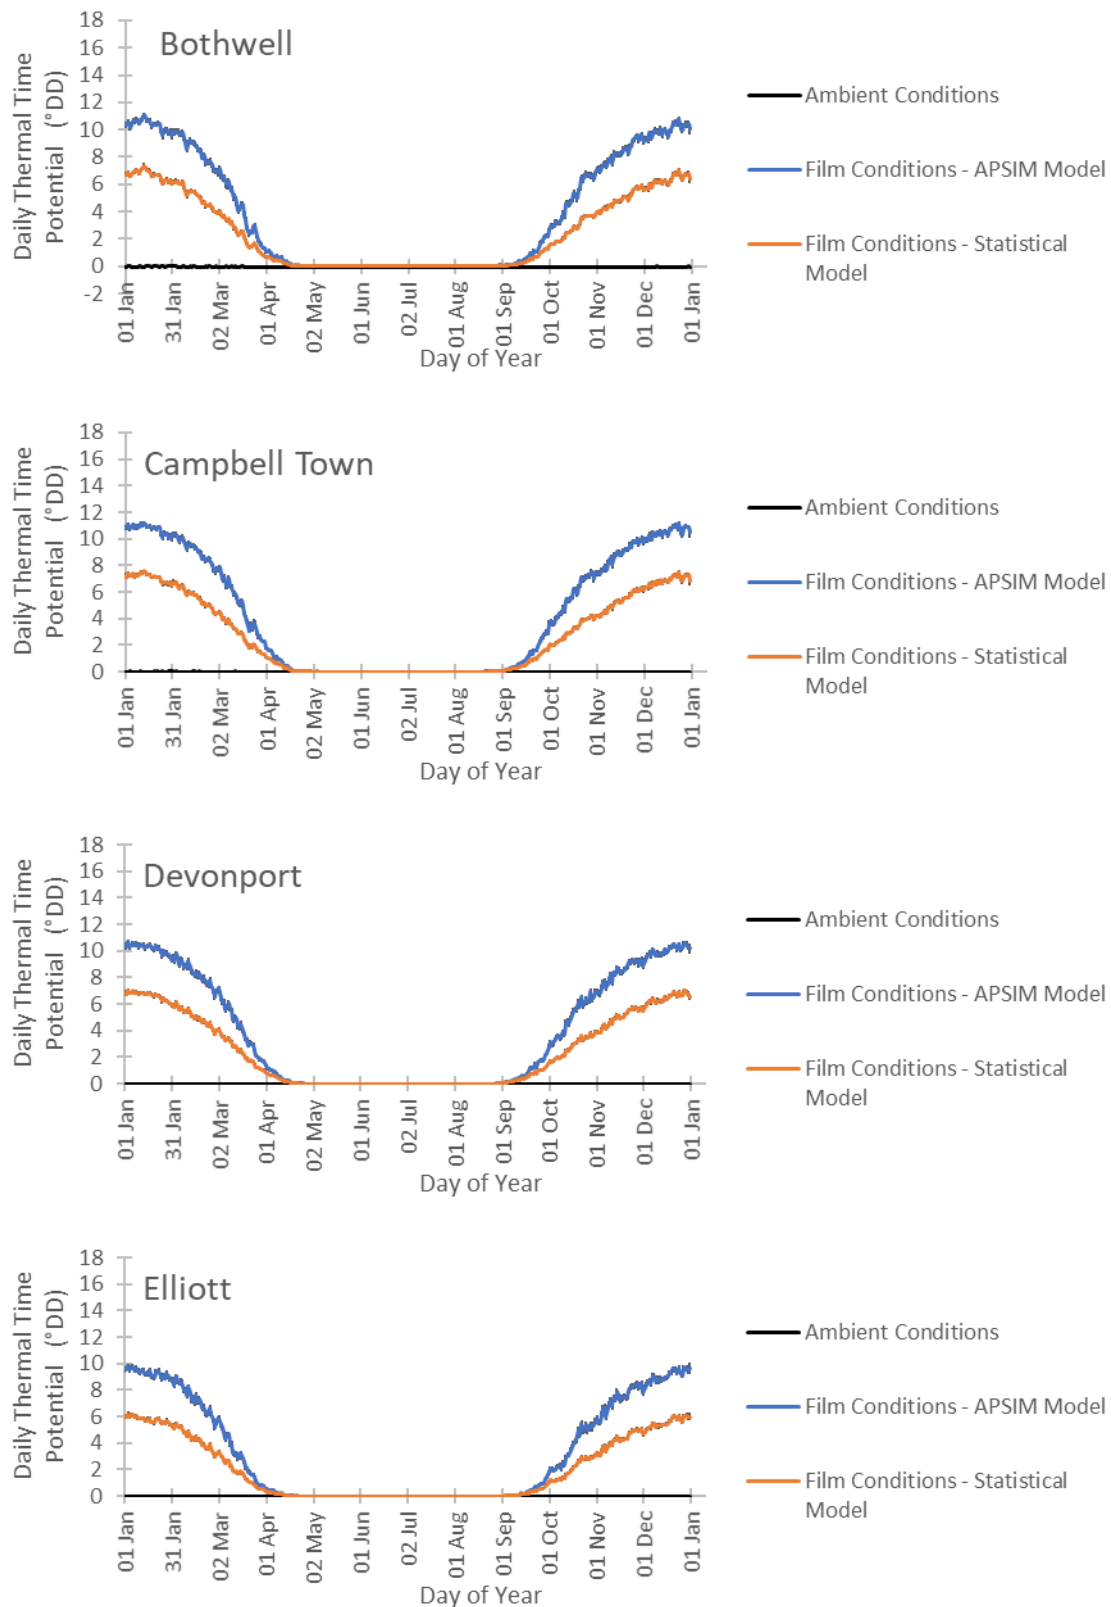 18
16
14
12
10
8
6
4
2
0
-2
Daily Thermal Time
Potential (°DD)
Bothwell
01 Jan
31 Jan
02 Mar
01 Apr
02 May
01 Jun
02 Jul
01 Aug
01 Sep
01 Oct
01 Nov
01 Dec
01 Jan
Day of Year
Ambient Conditions
Film Conditions - APSIM Model
Film Conditions - Statistical
Model
18
16
14
12
10
8
6
4
2
0
Daily Thermal Time
Potential (°DD)
Campbell Town
01 Jan
31 Jan
02 Mar
01 Apr
02 May
01 Jun
02 Jul
01 Aug
01 Sep
01 Oct
01 Nov
01 Dec
01 Jan
Day of Year
Ambient Conditions
Film Conditions - APSIM Model
Film Conditions - Statistical
Model
18
16
14
12
10
8
6
4
2
0
Daily Thermal Time
Potential (°DD)
Devonport
01 Jan
31 Jan
02 Mar
01 Apr
02 May
01 Jun
02 Jul
01 Aug
01 Sep
01 Oct
01 Nov
01 Dec
01 Jan
Day of Year
Ambient Conditions
Film Conditions - APSIM Model
Film Conditions - Statistical
Model
18
16
14
12
10
8
6
4
2
0
Daily Thermal Time
Potential (°DD)
Elliott
01 Jan
31 Jan
02 Mar
01 Apr
02 May
01 Jun
02 Jul
01 Aug
01 Sep
01 Oct
01 Nov
01 Dec
01 Jan
Day of Year
Ambient Conditions
Film Conditions - APSIM Model
Film Conditions - Statistical
Model